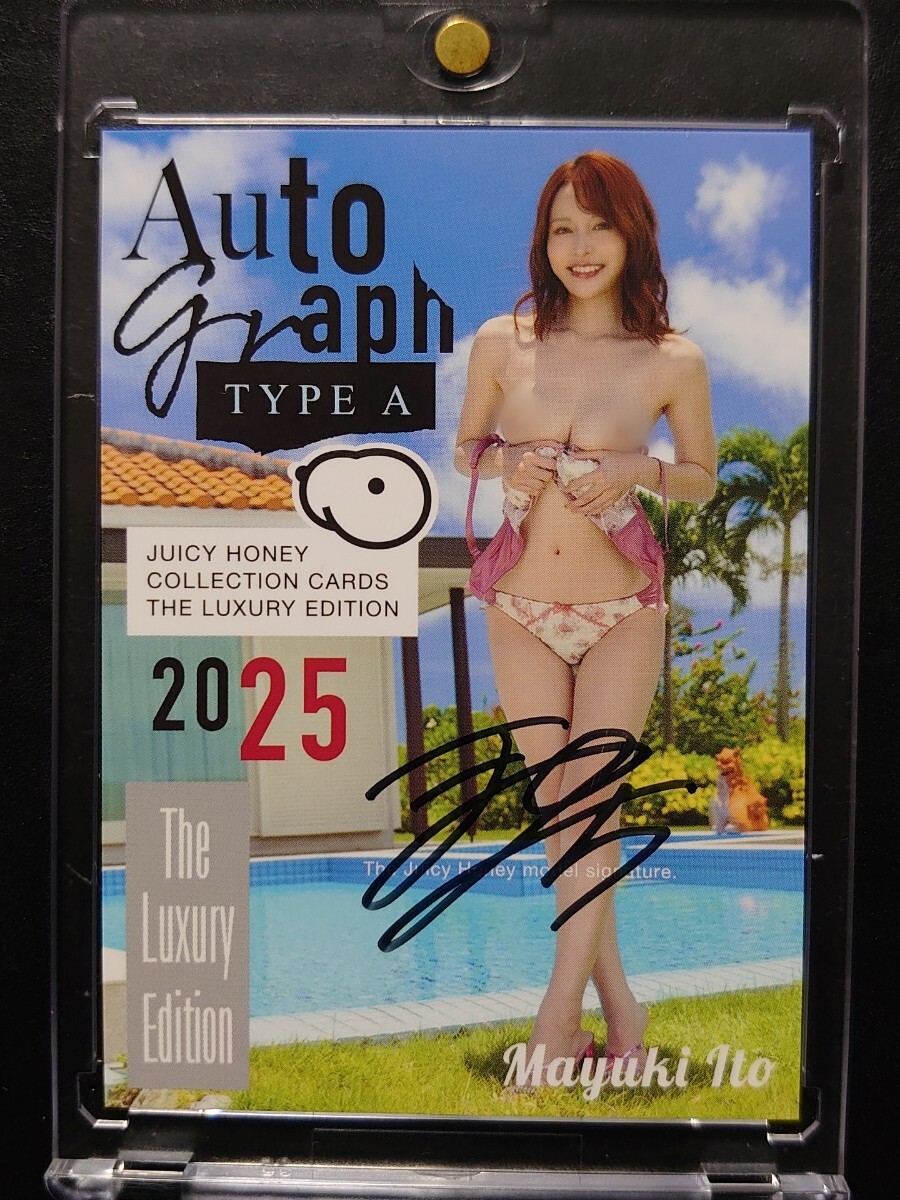 Auto
graph
TYPE A
JUICY HONEY
COLLECTION CARDS
THE LUXURY EDITION
2025
The
Luxury
Edition
The Juicy Honey model signature.
Mayuki Ito